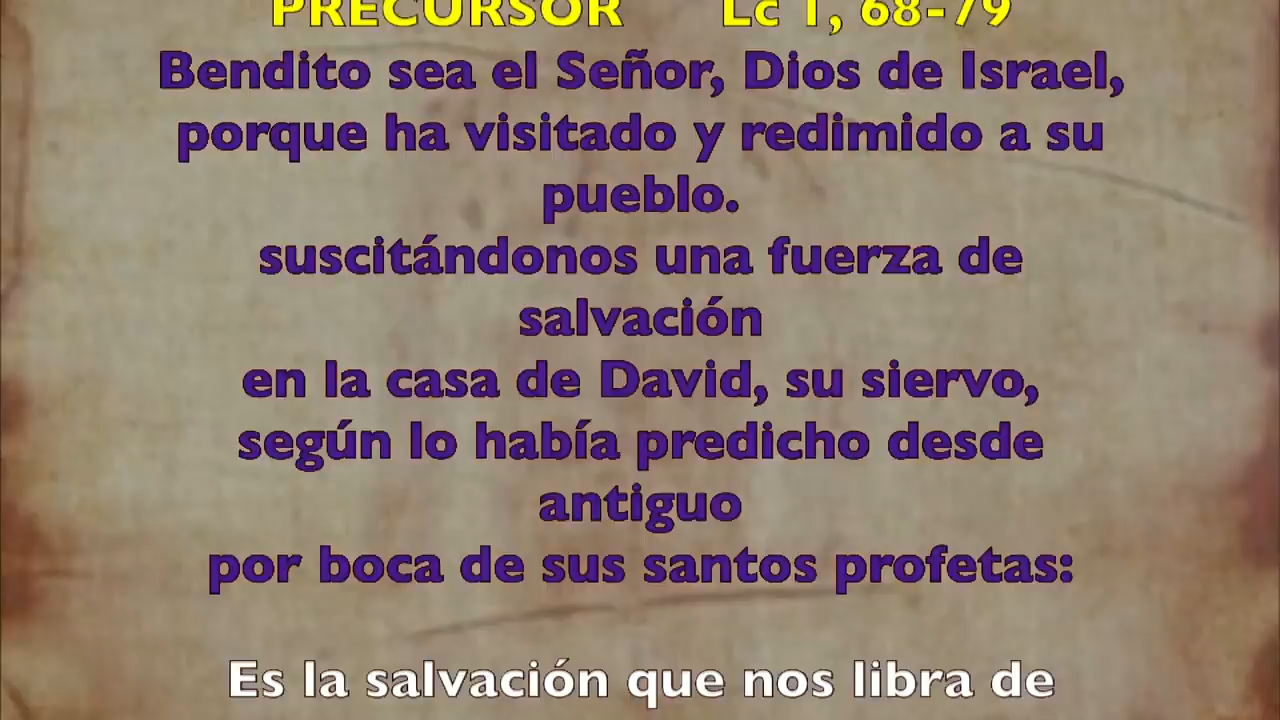 PRECURSOR Lc 1, 68-79
Bendito sea el Señor, Dios de Israel,
porque ha visitado y redimido a su
pueblo.
suscitándonos una fuerza de
salvación
en la casa de David, su siervo,
según lo había predicho desde
antiguo
por boca de sus santos profetas:
Es la salvación que nos libra de